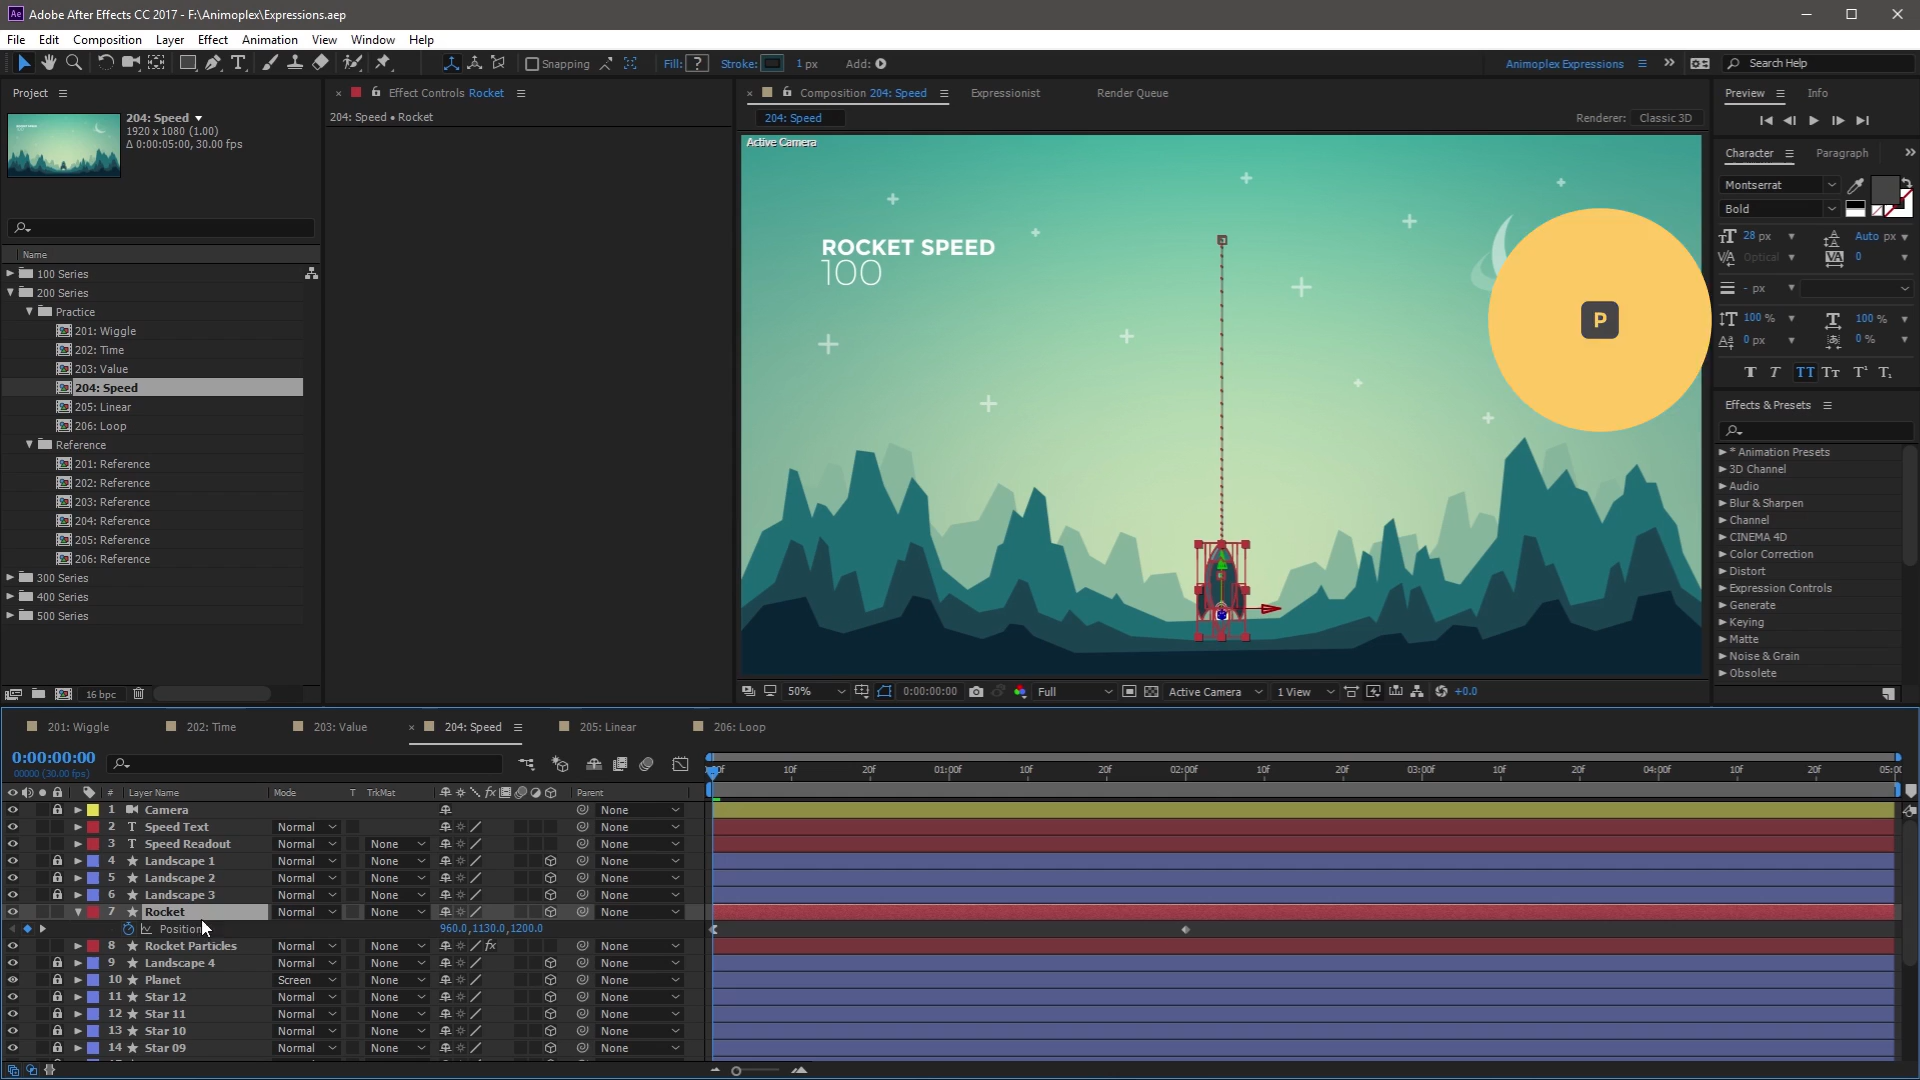 Adobe After Effects CC 2017 - F:\Animoplex\Expressions.aep
File Edit Composition Layer Effect Animation View Window Help
Snapping Fill: ? Stroke: 1 px Add: Animoplex Expressions Search Help
Project
204: Speed
1920 x 1080 (1.00)
Δ 0:00:05:00, 30.00 fps
Name
100 Series
200 Series
Practice
201: Wiggle
202: Time
203: Value
204: Speed
205: Linear
206: Loop
Reference
201: Reference
202: Reference
203: Reference
204: Reference
205: Reference
206: Reference
300 Series
400 Series
500 Series
16 bpc
Effect Controls Rocket
204: Speed • Rocket
Composition 204: Speed Expressionist Render Queue
204: Speed Renderer: Classic 3D
Active Camera
ROCKET SPEED
100
P
50% 0:00:00:00 Full Active Camera 1 View +0.0
Preview Info
Character Paragraph
Montserrat
Bold
28 px Auto px
Optical 0
- px
100 % 100 %
0 px 0 %
Effects & Presets
* Animation Presets
3D Channel
Audio
Blur & Sharpen
Channel
CINEMA 4D
Color Correction
Distort
Expression Controls
Generate
Keying
Matte
Noise & Grain
Obsolete
201: Wiggle 202: Time 203: Value 204: Speed 205: Linear 206: Loop
0:00:00:00
00000 (30.00 fps)
10f 20f 01:00f 10f 20f 02:00f 10f 20f 03:00f 10f 20f 04:00f 10f 20f
# Layer Name Mode T TrkMat fx Parent
1 Camera None
2 Speed Text Normal None
3 Speed Readout Normal None None
4 Landscape 1 Normal None None
5 Landscape 2 Normal None None
6 Landscape 3 Normal None None
7 Rocket Normal None None
Position 960.0,1130.0,1200.0
8 Rocket Particles Normal None fx None
9 Landscape 4 Normal None None
10 Planet Screen None None
11 Star 12 Normal None None
12 Star 11 Normal None None
13 Star 10 Normal None None
14 Star 09 Normal None None